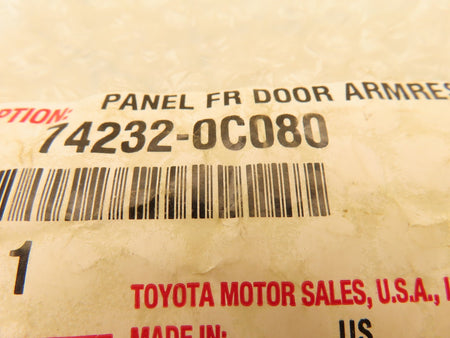 PANEL FR DOOR ARMRES
PTION:
74232-0C080
1
TOYOTA MOTOR SALES, U.S.A.,
MADE IN: US